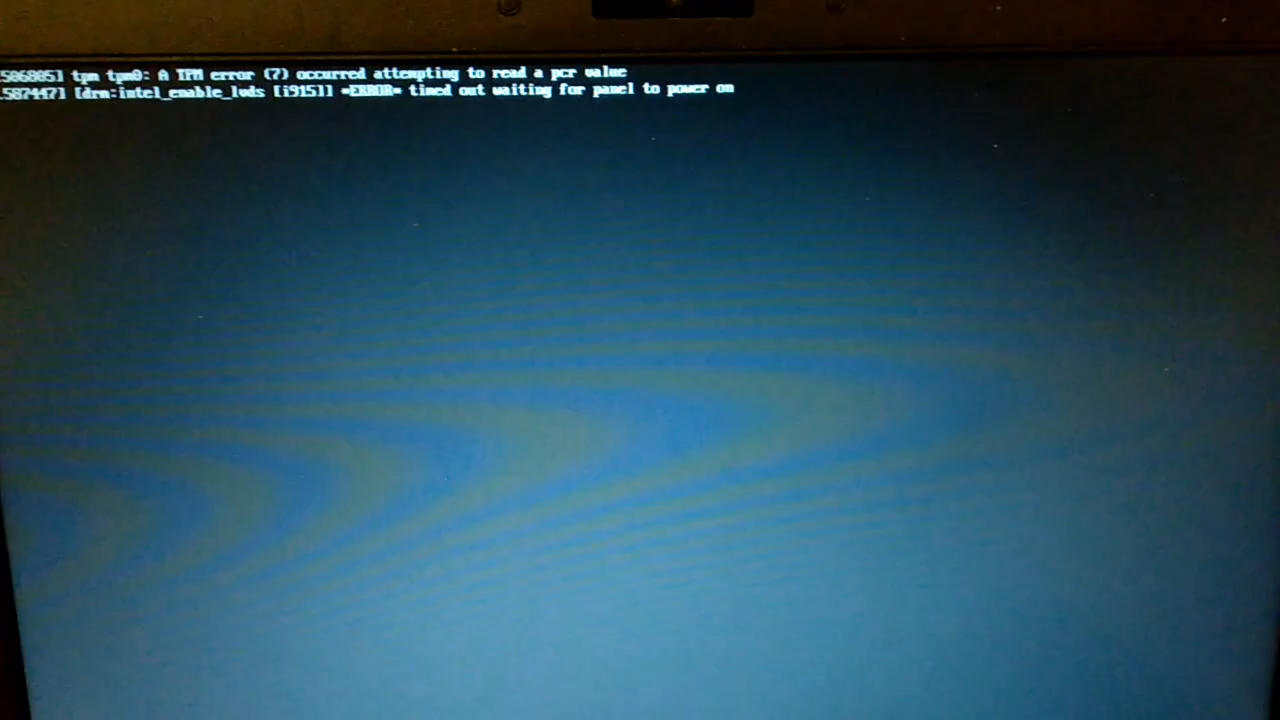 .506805] tpm tpm0: A TPM error (7) occurred attempting to read a pcr value
.587447] [drm:intel_enable_lvds [i915]] *ERROR* timed out waiting for panel to power on